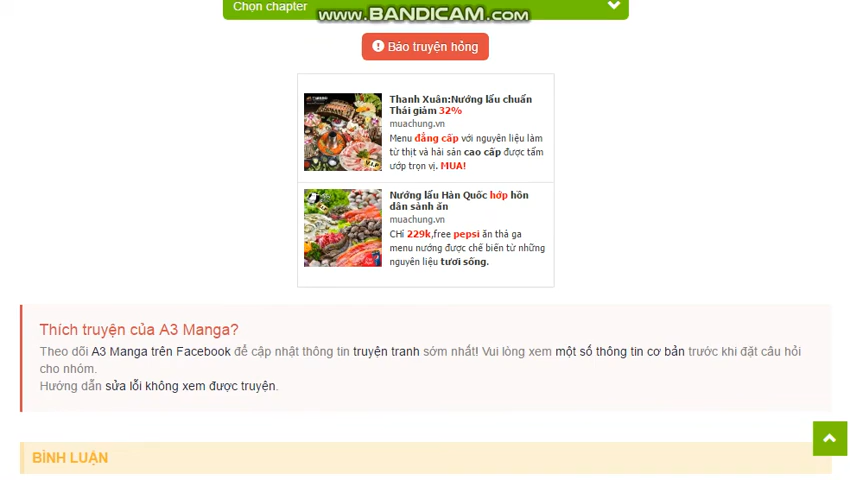 Chọn chapter
www.BANDICAM.com
Báo truyện hỏng
Thanh Xuân:Nướng lẩu chuẩn
Thái giảm 32%
muachung.vn
Menu đẳng cấp với nguyên liệu làm
từ thịt và hải sản cao cấp được tẩm
ướp trọn vị. MUA!
Nướng lẩu Hàn Quốc hớp hồn
dân sành ăn
muachung.vn
CHỉ 229k,free pepsi ăn thả ga
menu nướng được chế biến từ những
nguyên liệu tươi sống.
Thích truyện của A3 Manga?
Theo dõi A3 Manga trên Facebook để cập nhật thông tin truyện tranh sớm nhất! Vui lòng xem một số thông tin cơ bản trước khi đặt câu hỏi
cho nhóm.
Hướng dẫn sửa lỗi không xem được truyện.
BÌNH LUẬN